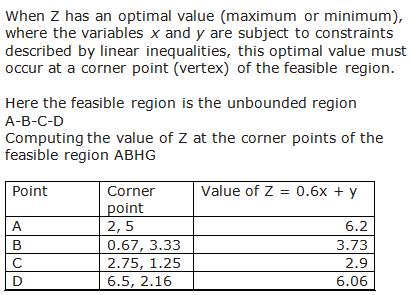 When Z has an optimal value (maximum or minimum),
where the variables x and y are subject to constraints
described by linear inequalities, this optimal value must
occur at a corner point (vertex) of the feasible region.
Here the feasible region is the unbounded region
A-B-C-D
Computing the value of Z at the corner points of the
feasible region ABHG
Point Corner point Value of Z = 0.6x + y
A 2, 5 6.2
B 0.67, 3.33 3.73
C 2.75, 1.25 2.9
D 6.5, 2.16 6.06